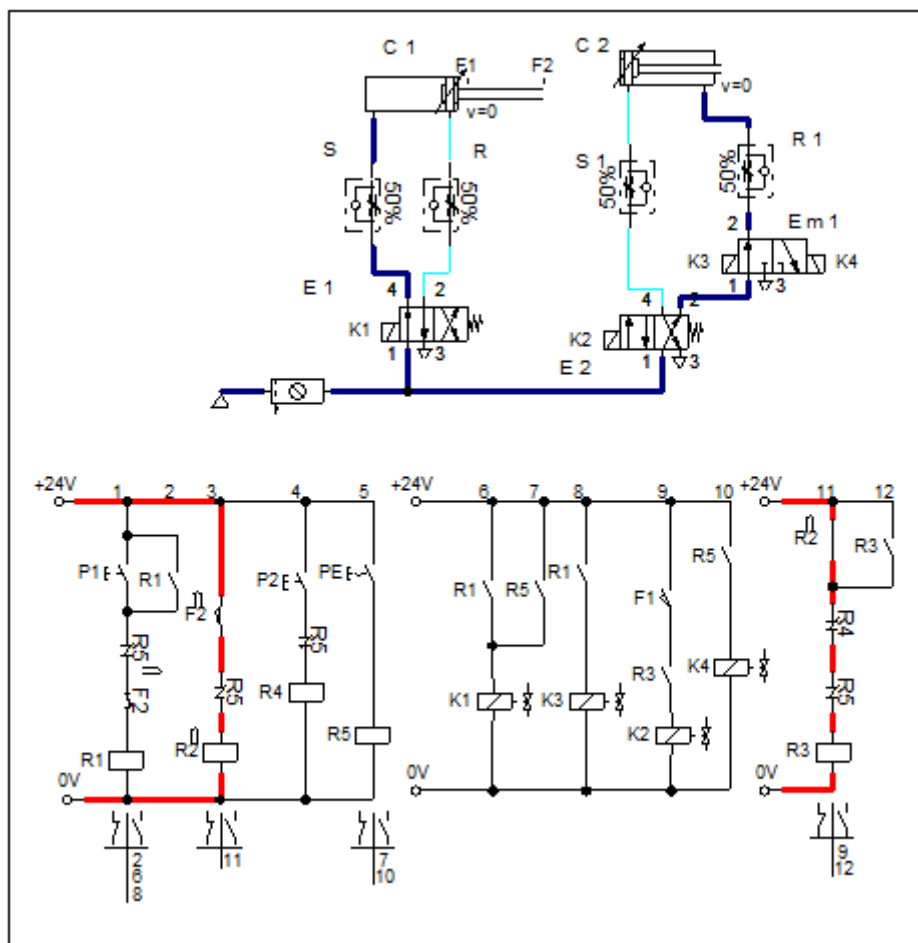 C 1
F1
F2
v=0
C 2
v=0
S
R
50%
50%
S 1
50%
R 1
50%
2
E m 1
K3
K4
1
3
E 1
4
2
K1
1
3
4
2
K2
1
3
E 2
+24V
1
2
3
4
5
P1
R1
F2
P2
PE
R5
F2
R5
R5
R1
R2
R4
R5
0V
2
6
8
11
7
10
+24V
6
7
8
9
10
R1
R5
R1
F1
R5
R3
K1
K3
K2
K4
0V
+24V
11
12
R2
R3
R4
R5
R3
0V
9
12